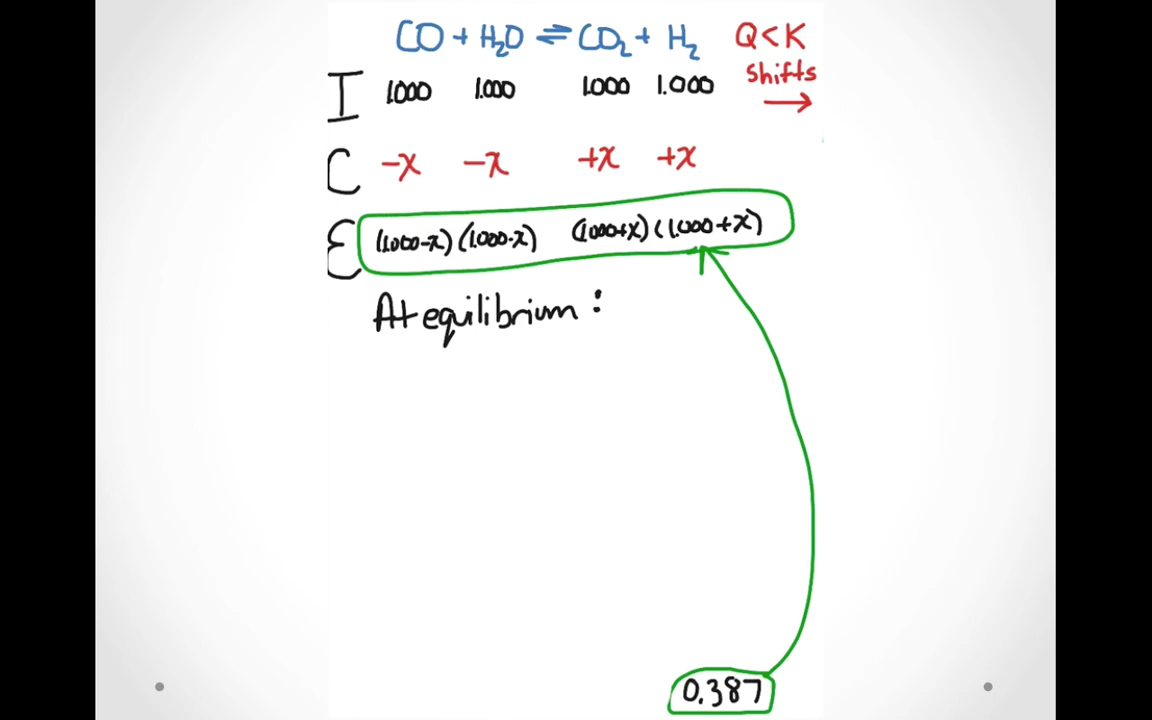 CO + H₂O ⇌ CO₂ + H₂ Q<K
shifts →
I 1.000 1.000 1.000 1.000
C -x -x +x +x
E (1.000-x) (1.000-x) (1.000+x) (1.000+x)
At equilibrium:
0.387